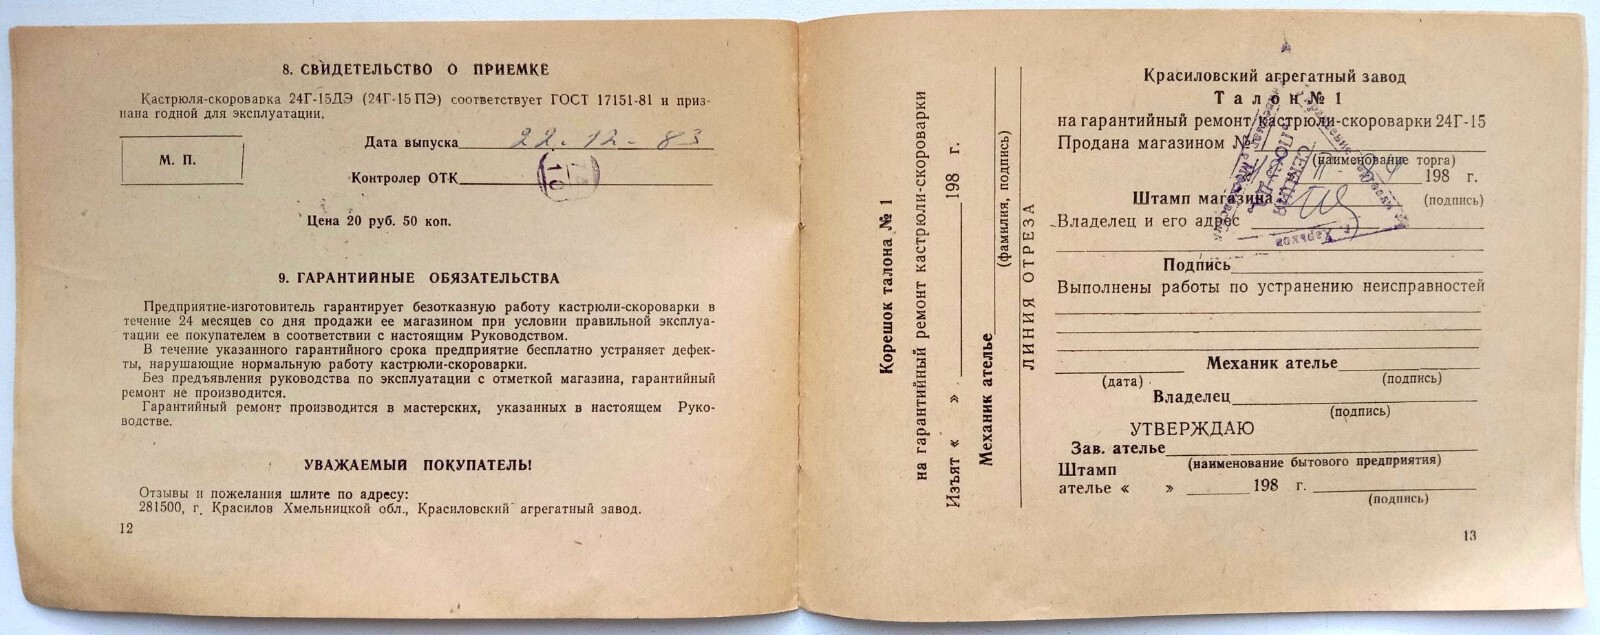 8. СВИДЕТЕЛЬСТВО О ПРИЕМКЕ
Кастрюля-скороварка 24Г-15ДЭ (24Г-15 ПЭ) соответствует ГОСТ 17151-81 и приз-
нана годной для эксплуатации.
М. П.
Дата выпуска 22.12-83
Контролер ОТК
10
Цена 20 руб. 50 коп.
9. ГАРАНТИЙНЫЕ ОБЯЗАТЕЛЬСТВА
Предприятие-изготовитель гарантирует безотказную работу кастрюли-скороварки в
течение 24 месяцев со дня продажи ее магазином при условии правильной эксплуа-
тации ее покупателем в соответствии с настоящим Руководством.
В течение указанного гарантийного срока предприятие бесплатно устраняет дефек-
ты, нарушающие нормальную работу кастрюли-скороварки.
Без предъявления руководства по эксплуатации с отметкой магазина, гарантийный
ремонт не производится.
Гарантийный ремонт производится в мастерских, указанных в настоящем Руко-
водстве.
УВАЖАЕМЫЙ ПОКУПАТЕЛЬ!
Отзывы и пожелания шлите по адресу:
281500, г. Красилов Хмельницкой обл., Красиловский агрегатный завод.
12
Корешок талона № 1
на гарантийный ремонт кастрюли-скороварки
Изъят « » 198 г.
Механик ателье
(фамилия, подпись)
ЛИНИЯ ОТРЕЗА
Красиловский агрегатный завод
Талон № 1
на гарантийный ремонт кастрюли-скороварки 24Г-15
Продана магазином №
(наименование торга)
198 г.
Штамп магазина
(подпись)
Владелец и его адрес
СЕКЦИЯ
ПОСУДА
г. Харьков
Подпись
Выполнены работы по устранению неисправностей
Механик ателье
(дата) (подпись)
Владелец
(подпись)
УТВЕРЖДАЮ
Зав. ателье
Штамп (наименование бытового предприятия)
ателье « » 198 г.
(подпись)
13